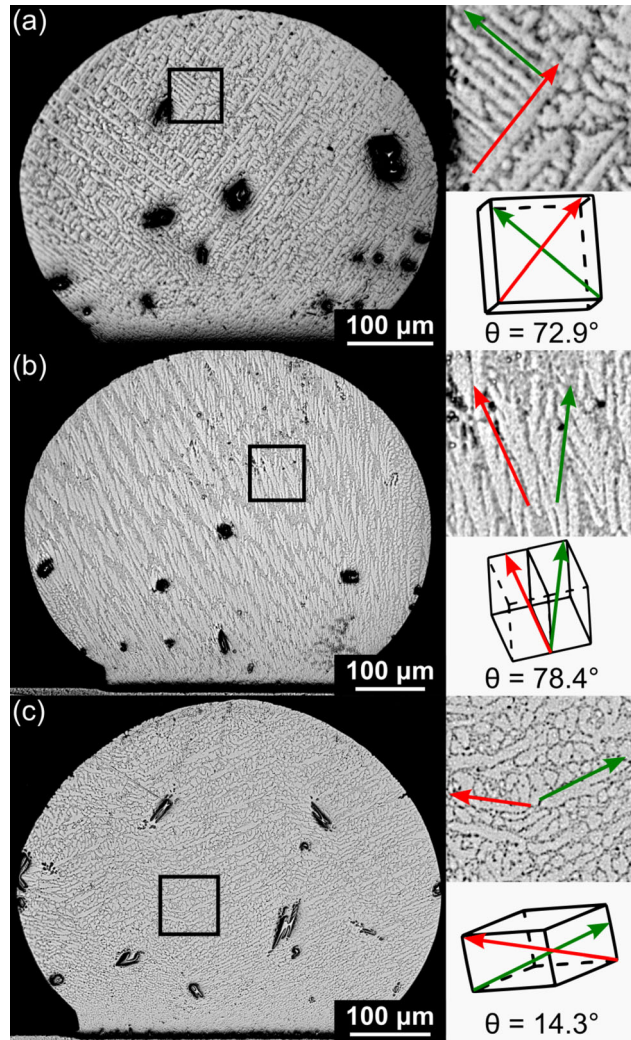 (a)
100 µm
θ = 72.9°
(b)
100 µm
θ = 78.4°
(c)
100 µm
θ = 14.3°